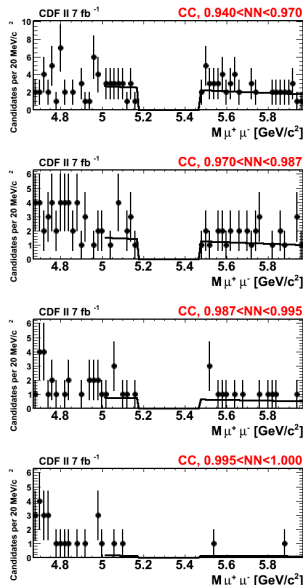 CDF II 7 fb -1 CC, 0.940<NN<0.970
Candidates per 20 MeV/c 2
10
8
6
4
2
0
4.8 5 5.2 5.4 5.6 5.8
M μ+ μ- [GeV/c²]
CDF II 7 fb -1 CC, 0.970<NN<0.987
Candidates per 20 MeV/c 2
6
5
4
3
2
1
0
4.8 5 5.2 5.4 5.6 5.8
M μ+ μ- [GeV/c²]
CDF II 7 fb -1 CC, 0.987<NN<0.995
Candidates per 20 MeV/c 2
6
5
4
3
2
1
0
4.8 5 5.2 5.4 5.6 5.8
M μ+ μ- [GeV/c²]
CDF II 7 fb -1 CC, 0.995<NN<1.000
Candidates per 20 MeV/c 2
6
5
4
3
2
1
0
4.8 5 5.2 5.4 5.6 5.8
M μ+ μ- [GeV/c²]